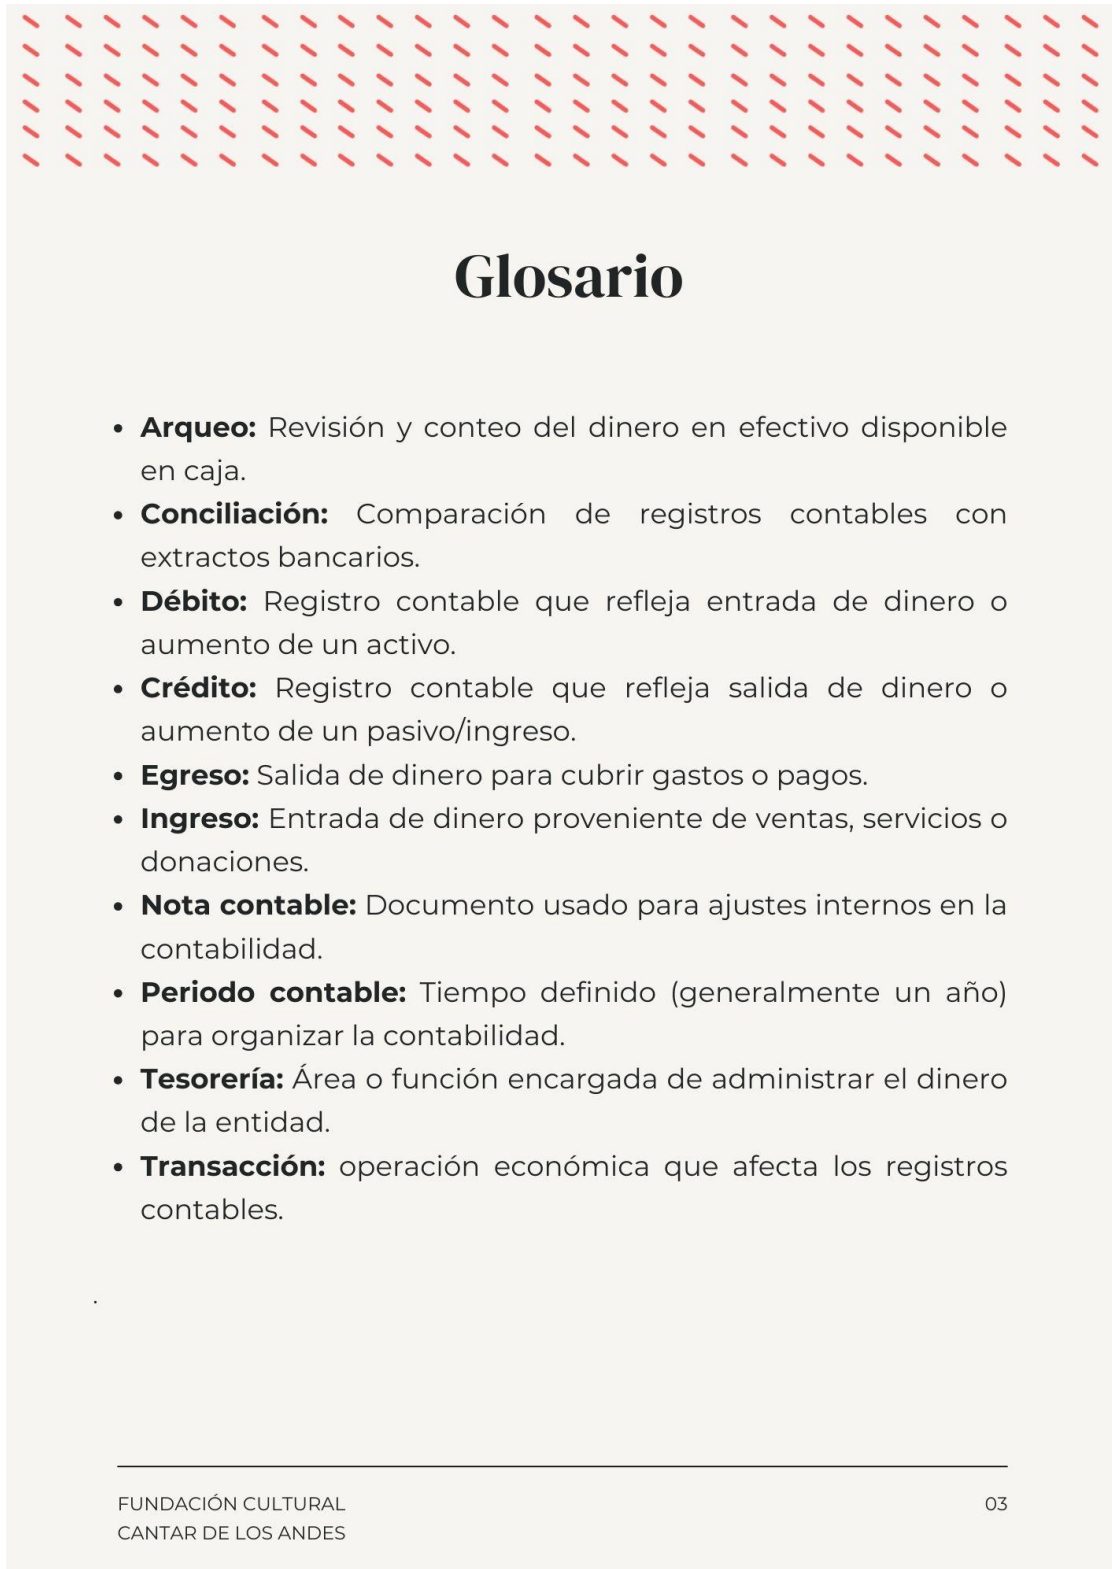 Glosario
• Arqueo: Revisión y conteo del dinero en efectivo disponible
en caja.
• Conciliación: Comparación de registros contables con
extractos bancarios.
• Débito: Registro contable que refleja entrada de dinero o
aumento de un activo.
• Crédito: Registro contable que refleja salida de dinero o
aumento de un pasivo/ingreso.
• Egreso: Salida de dinero para cubrir gastos o pagos.
• Ingreso: Entrada de dinero proveniente de ventas, servicios o
donaciones.
• Nota contable: Documento usado para ajustes internos en la
contabilidad.
• Periodo contable: Tiempo definido (generalmente un año)
para organizar la contabilidad.
• Tesorería: Área o función encargada de administrar el dinero
de la entidad.
• Transacción: operación económica que afecta los registros
contables.
.
FUNDACIÓN CULTURAL
CANTAR DE LOS ANDES
03